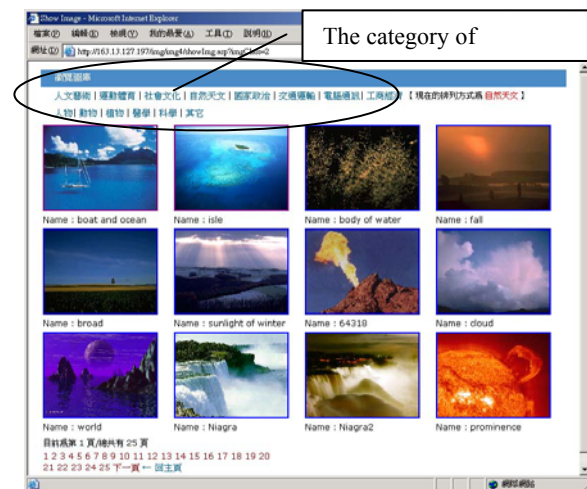 Show Image - Microsoft Internet Explorer
檔案(F) 編輯(E) 檢視(V) 我的最愛(A) 工具(T) 說明(H)
The category of
網址(D) http://163.13.127.197/img/img4/showImg.asp?imgClass=2
瀏覽圖庫
人文藝術 | 運動體育 | 社會文化 | 自然天文 | 國家政治 | 交通運輸 | 電腦通訊 | 工商經濟 【 現在的排列方式為 自然天文 】
人物 | 動物 | 植物 | 醫學 | 科學 | 其它
Name : boat and ocean Name : isle Name : body of water Name : fall
Name : broad Name : sunlight of winter Name : 64318 Name : cloud
Name : world Name : Niagra Name : Niagra2 Name : prominence
目前為第 1 頁/總共有 25 頁
1 2 3 4 5 6 7 8 9 10 11 12 13 14 15 16 17 18 19 20
21 22 23 24 25 下一頁 ← 回主頁
網際網路